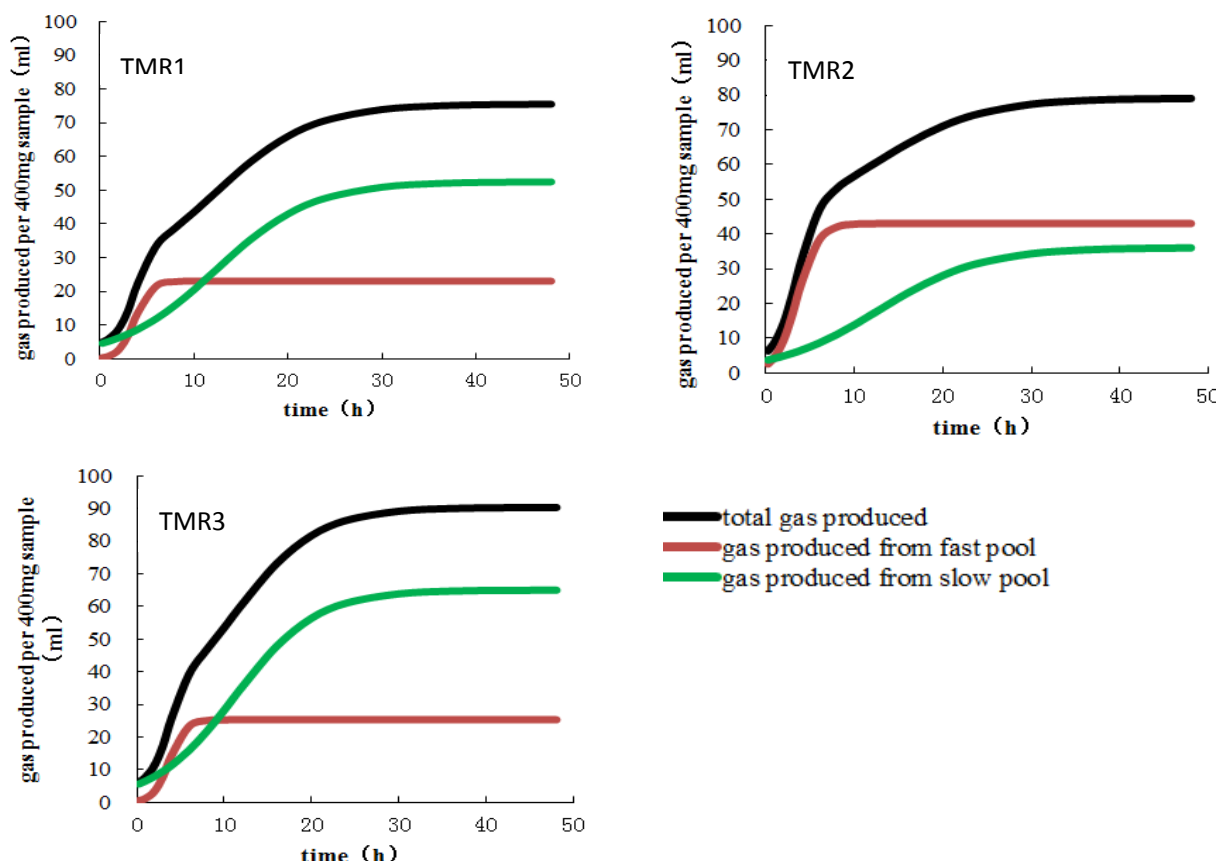 TMR1
gas produced per 400mg sample (ml)
100
90
80
70
60
50
40
30
20
10
0
0 10 20 30 40 50
time (h)
TMR2
gas produced per 400mg sample (ml)
100
90
80
70
60
50
40
30
20
10
0
0 10 20 30 40 50
time (h)
TMR3
gas produced per 400mg sample
(ml)
100
90
80
70
60
50
40
30
20
10
0
0 10 20 30 40 50
time (h)
total gas produced
gas produced from fast pool
gas produced from slow pool